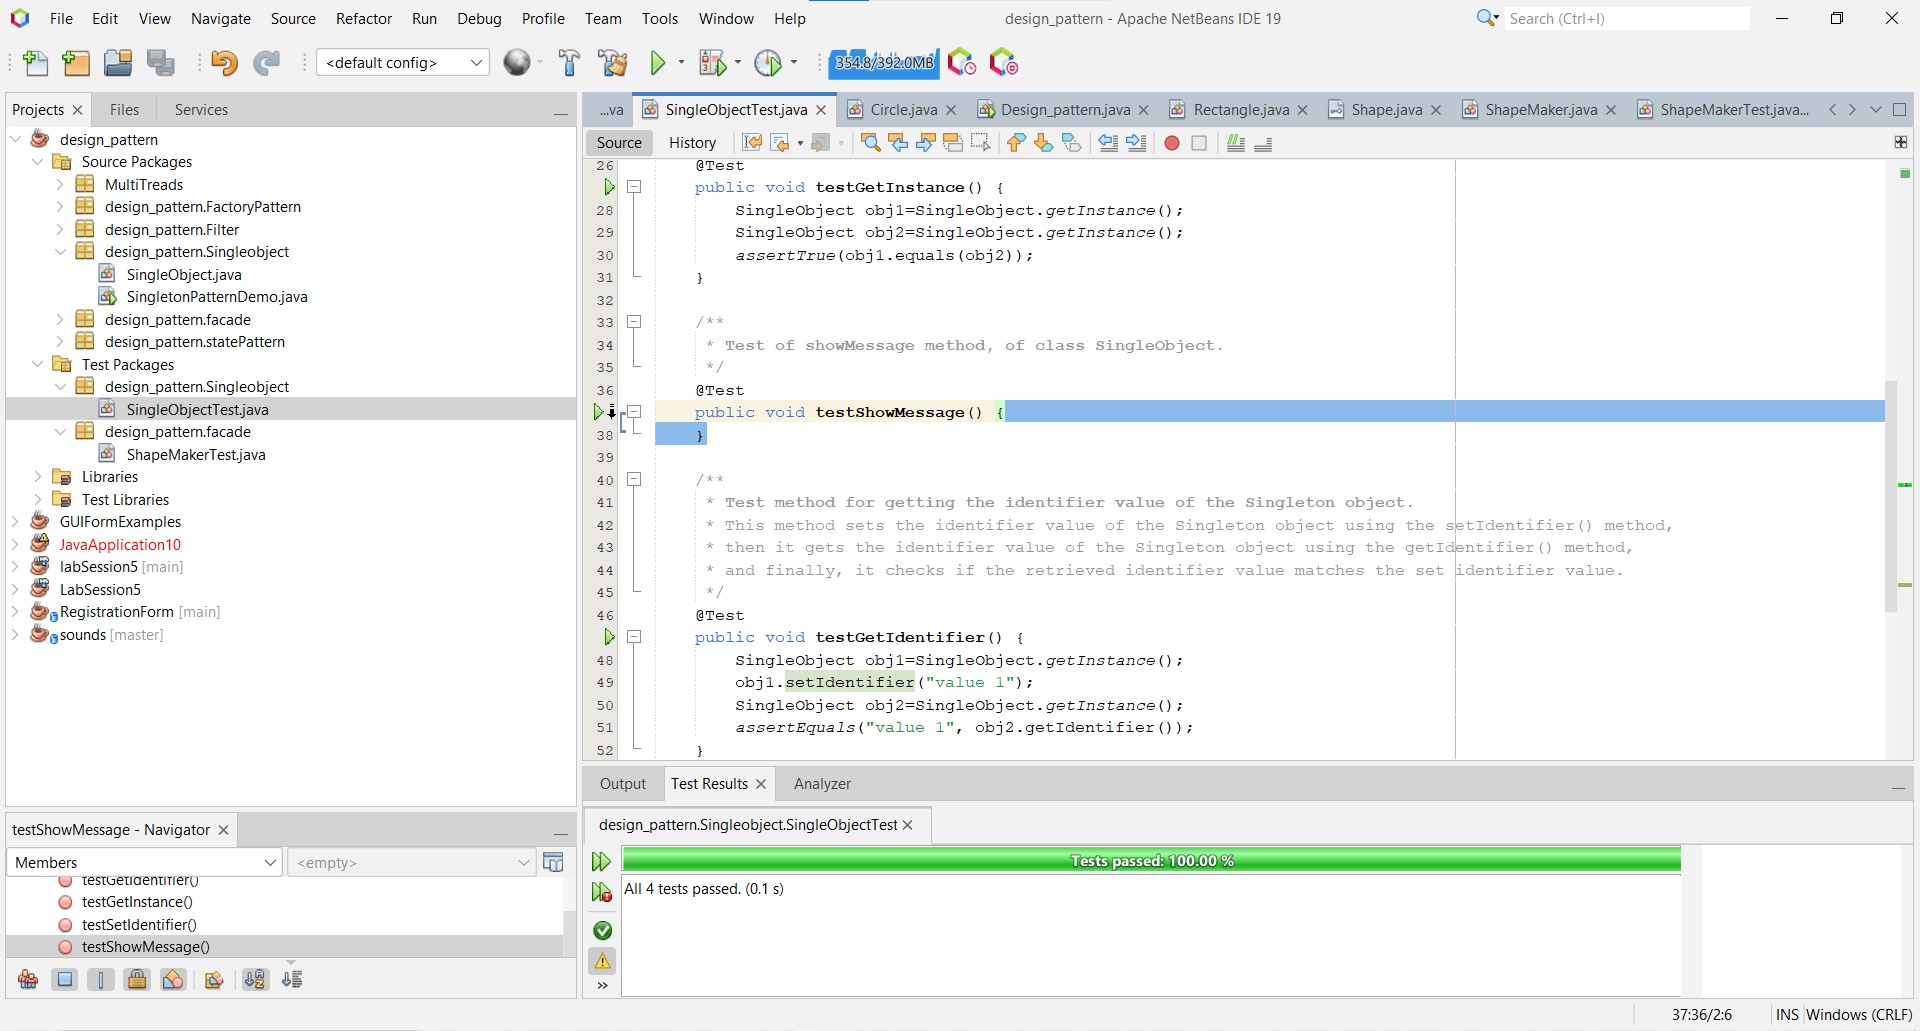 File Edit View Navigate Source Refactor Run Debug Profile Team Tools Window Help
design_pattern - Apache NetBeans IDE 19
Search (Ctrl+I)
<default config>
354.8/392.0MB
Projects Files Services
design_pattern
Source Packages
MultiTreads
design_pattern.FactoryPattern
design_pattern.Filter
design_pattern.Singleobject
SingleObject.java
SingletonPatternDemo.java
design_pattern.facade
design_pattern.statePattern
Test Packages
design_pattern.Singleobject
SingleObjectTest.java
design_pattern.facade
ShapeMakerTest.java
Libraries
Test Libraries
GUIFormExamples
JavaApplication10
labSession5 [main]
LabSession5
RegistrationForm [main]
sounds [master]
testShowMessage - Navigator
Members <empty>
testGetIdentifier()
testGetInstance()
testSetIdentifier()
testShowMessage()
...va SingleObjectTest.java Circle.java Design_pattern.java Rectangle.java Shape.java ShapeMaker.java ShapeMakerTest.java...
Source History
26 @Test
public void testGetInstance() {
28 SingleObject obj1=SingleObject.getInstance();
29 SingleObject obj2=SingleObject.getInstance();
30 assertTrue(obj1.equals(obj2));
31 }
32
33 /**
34 * Test of showMessage method, of class SingleObject.
35 */
36 @Test
public void testShowMessage() {
38 }
39
40 /**
41 * Test method for getting the identifier value of the Singleton object.
42 * This method sets the identifier value of the Singleton object using the setIdentifier() method,
43 * then it gets the identifier value of the Singleton object using the getIdentifier() method,
44 * and finally, it checks if the retrieved identifier value matches the set identifier value.
45 */
46 @Test
public void testGetIdentifier() {
48 SingleObject obj1=SingleObject.getInstance();
49 obj1.setIdentifier("value 1");
50 SingleObject obj2=SingleObject.getInstance();
51 assertEquals("value 1", obj2.getIdentifier());
52 }
Output Test Results Analyzer
design_pattern.Singleobject.SingleObjectTest
Tests passed: 100.00 %
All 4 tests passed. (0.1 s)
37:36/2:6 INS Windows (CRLF)